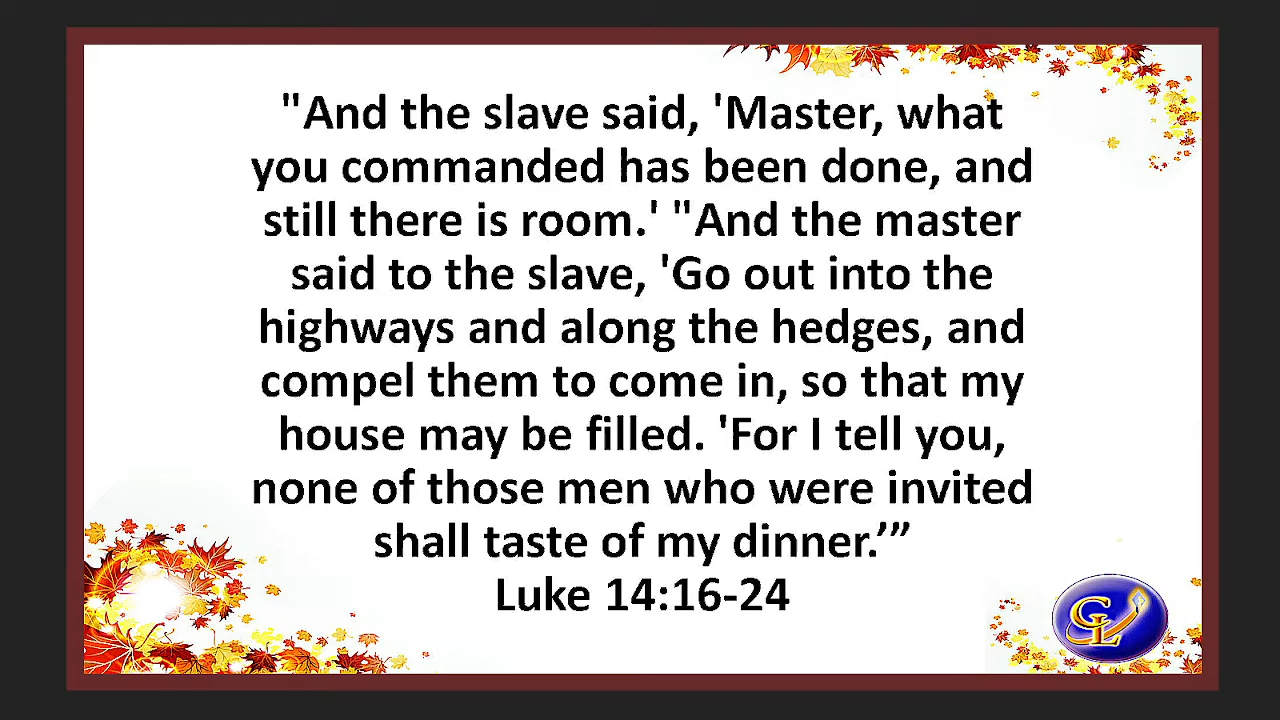 "And the slave said, 'Master, what
you commanded has been done, and
still there is room.' "And the master
said to the slave, 'Go out into the
highways and along the hedges, and
compel them to come in, so that my
house may be filled. 'For I tell you,
none of those men who were invited
shall taste of my dinner.’”
Luke 14:16-24
CL